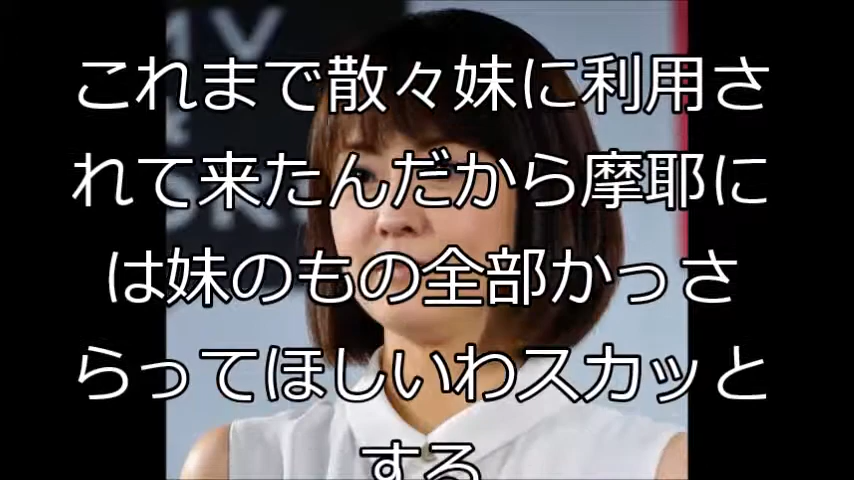 これまで散々妹に利用さ
れて来たんだから摩耶に
は妹のもの全部かっさ
らってほしいわスカッと
する